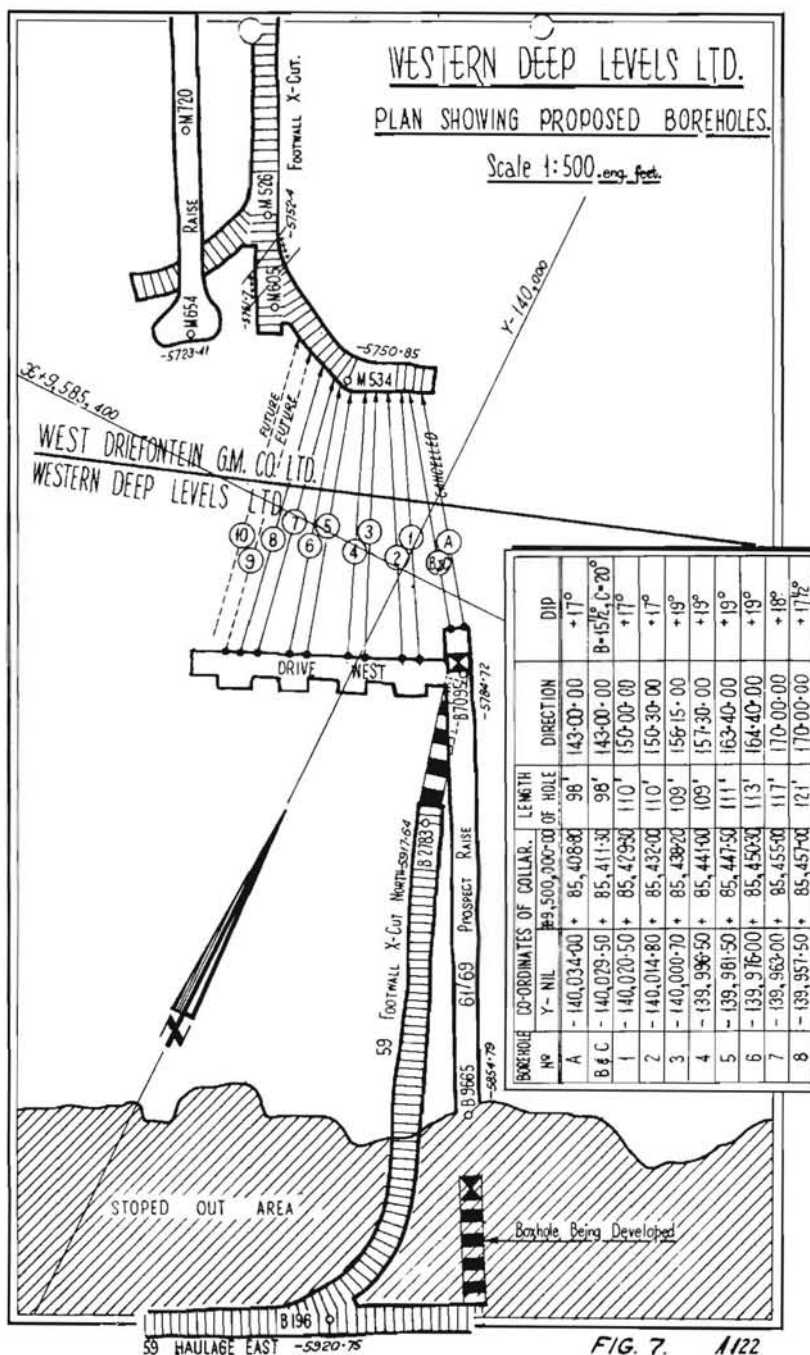 WESTERN DEEP LEVELS LTD.
PLAN SHOWING PROPOSED BOREHOLES.
Scale 1:500 .eng feet.
M720
RAISE
FOOTWALL X-CUT.
M526
-5752·4
M605
M654
-5723·41
-5750·85
M534
Y-140,000
+9,585,400
FUTURE
FUTURE
CANCELLED
WEST DRIEFONTEIN G.M. CO. LTD.
WESTERN DEEP LEVELS LTD
10
9
8
7
6
5
4
3
2
1
A
B&C
DRIVE WEST
B7095
-5784·72
B2783
59 FOOTWALL X-CUT NORTH -5917·64
61/69 PROSPECT RAISE
B9665
-5854·79
N
STOPED OUT AREA
Boxhole Being Developed
B196
59 HAULAGE EAST -5920·75
FIG. 7. A122
BOREHOLE CO-ORDINATES OF COLLAR. LENGTH DIRECTION DIP
Nº Y- NIL +9,500,000·00 OF HOLE
A - 140,034·00 + 85,408·80 98' 143·00·00 +17°
B & C - 140,029·50 + 85,411·30 98' 143·00·00 B=15½°, C=20°
1 - 140,020·50 + 85,429·30 110' 150·00·00 +17°
2 - 140,014·80 + 85,432·00 110' 150·30·00 +17°
3 - 140,000·70 + 85,438·20 109' 156·15·00 +19°
4 - 139,996·50 + 85,441·00 109' 157·30·00 +19°
5 - 139,981·50 + 85,447·50 111' 163·40·00 +19°
6 - 139,976·00 + 85,450·30 113' 164·40·00 +19°
7 - 139,963·00 + 85,455·00 117' 170·00·00 +18°
8 - 139,957·50 + 85,457·00 121' 170·00·00 +17½°